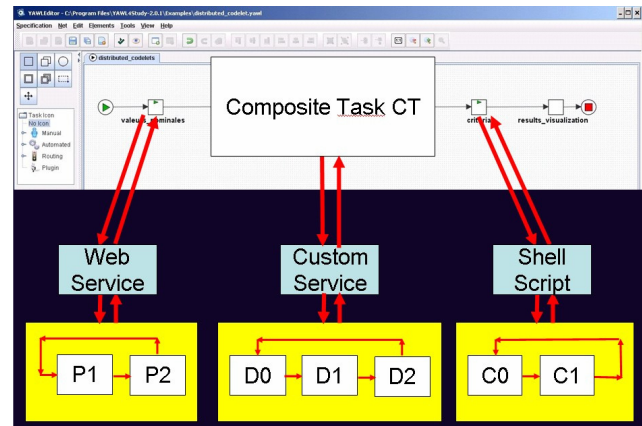 YAWLEditor - C:\Program Files\YAWL4Study-2.0.1\Examples\distributed_codelet.yawl
Specification Net Edit Elements Tools View Help
distributed_codelets
Task Icon
No Icon
Manual
Automated
Routing
Plugin
Composite Task CT
valeurs_nominales
criteria
results_visualization
Web
Service
Custom
Service
Shell
Script
P1 P2
D0 D1 D2
C0 C1